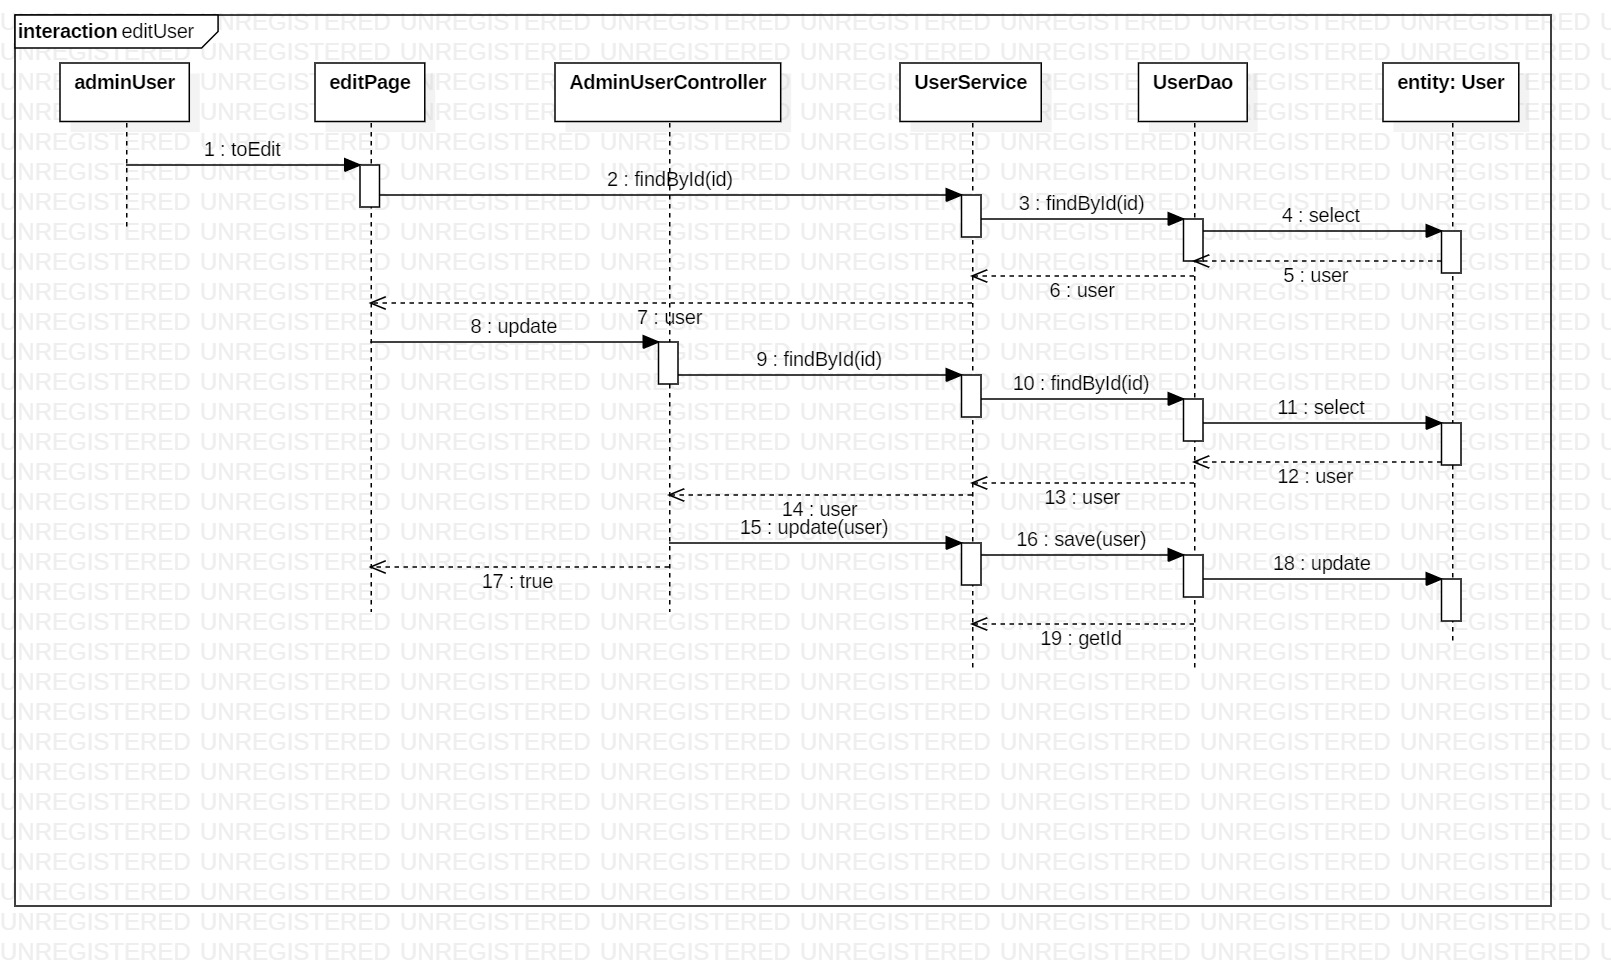 interaction editUser
adminUser
editPage
AdminUserController
UserService
UserDao
entity: User
1 : toEdit
2 : findById(id)
3 : findById(id)
4 : select
5 : user
6 : user
7 : user
8 : update
9 : findById(id)
10 : findById(id)
11 : select
12 : user
13 : user
14 : user
15 : update(user)
16 : save(user)
17 : true
18 : update
19 : getId
UNREGISTERED